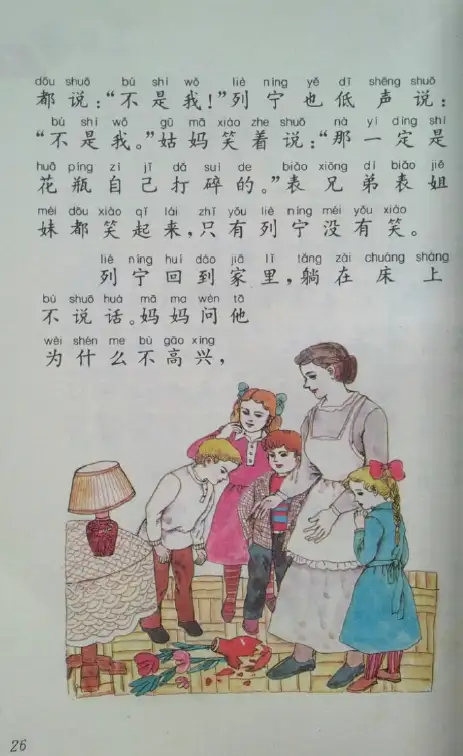 dōu shuō bú shì wǒ liè níng yě dī shēng shuō
都说：“不是我！”列宁也低声说：
bú shì wǒ gū mā xiào zhe shuō nà yí dìng shì
“不是我。”姑妈笑着说：“那一定是
huā píng zì jǐ dǎ suì de biǎo xiōng dì biǎo jiě
花瓶自己打碎的。”表兄弟表姐
mèi dōu xiào qǐ lái zhǐ yǒu liè níng méi yǒu xiào
妹都笑起来，只有列宁没有笑。
liè níng huí dào jiā lǐ tǎng zài chuáng shàng
列宁回到家里，躺在床上
bù shuō huà mā ma wèn tā
不说话。妈妈问他
wèi shén me bù gāo xìng
为什么不高兴，
26